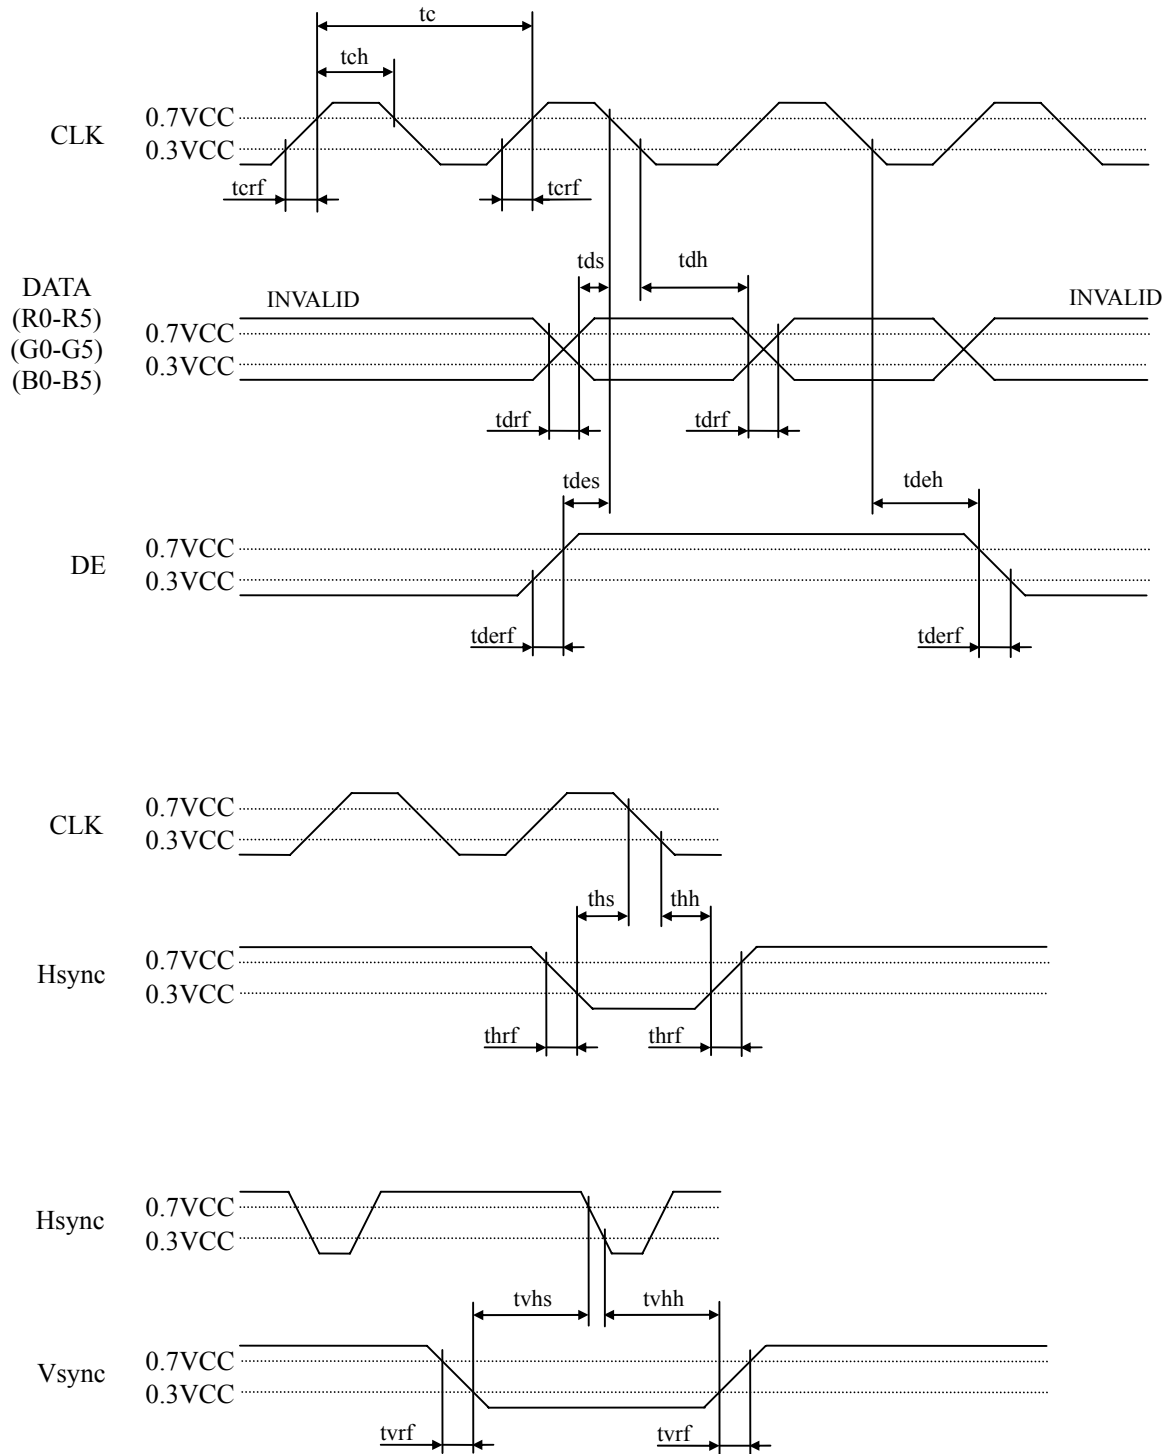 tc
tch
0.7VCC
CLK
0.3VCC
tcrf
tcrf
tds
tdh
DATA
INVALID
INVALID
(R0-R5)
0.7VCC
(G0-G5)
0.3VCC
(B0-B5)
tdrf
tdrf
tdes
tdeh
0.7VCC
DE
0.3VCC
tderf
tderf
0.7VCC
CLK
0.3VCC
ths
thh
0.7VCC
Hsync
0.3VCC
thrf
thrf
0.7VCC
Hsync
0.3VCC
tvhs
tvhh
0.7VCC
Vsync
0.3VCC
tvrf
tvrf